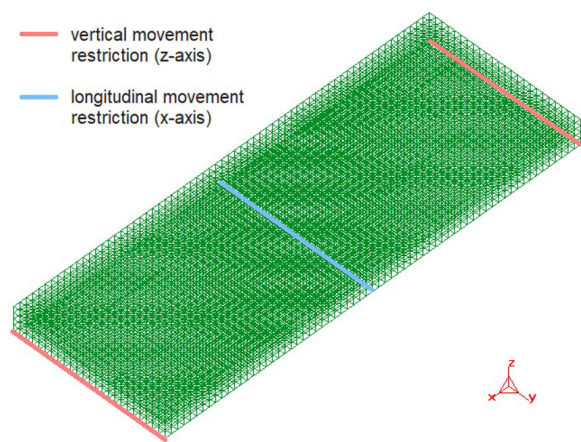 vertical movement
restriction (z-axis)
longitudinal movement
restriction (x-axis)
z
x
y